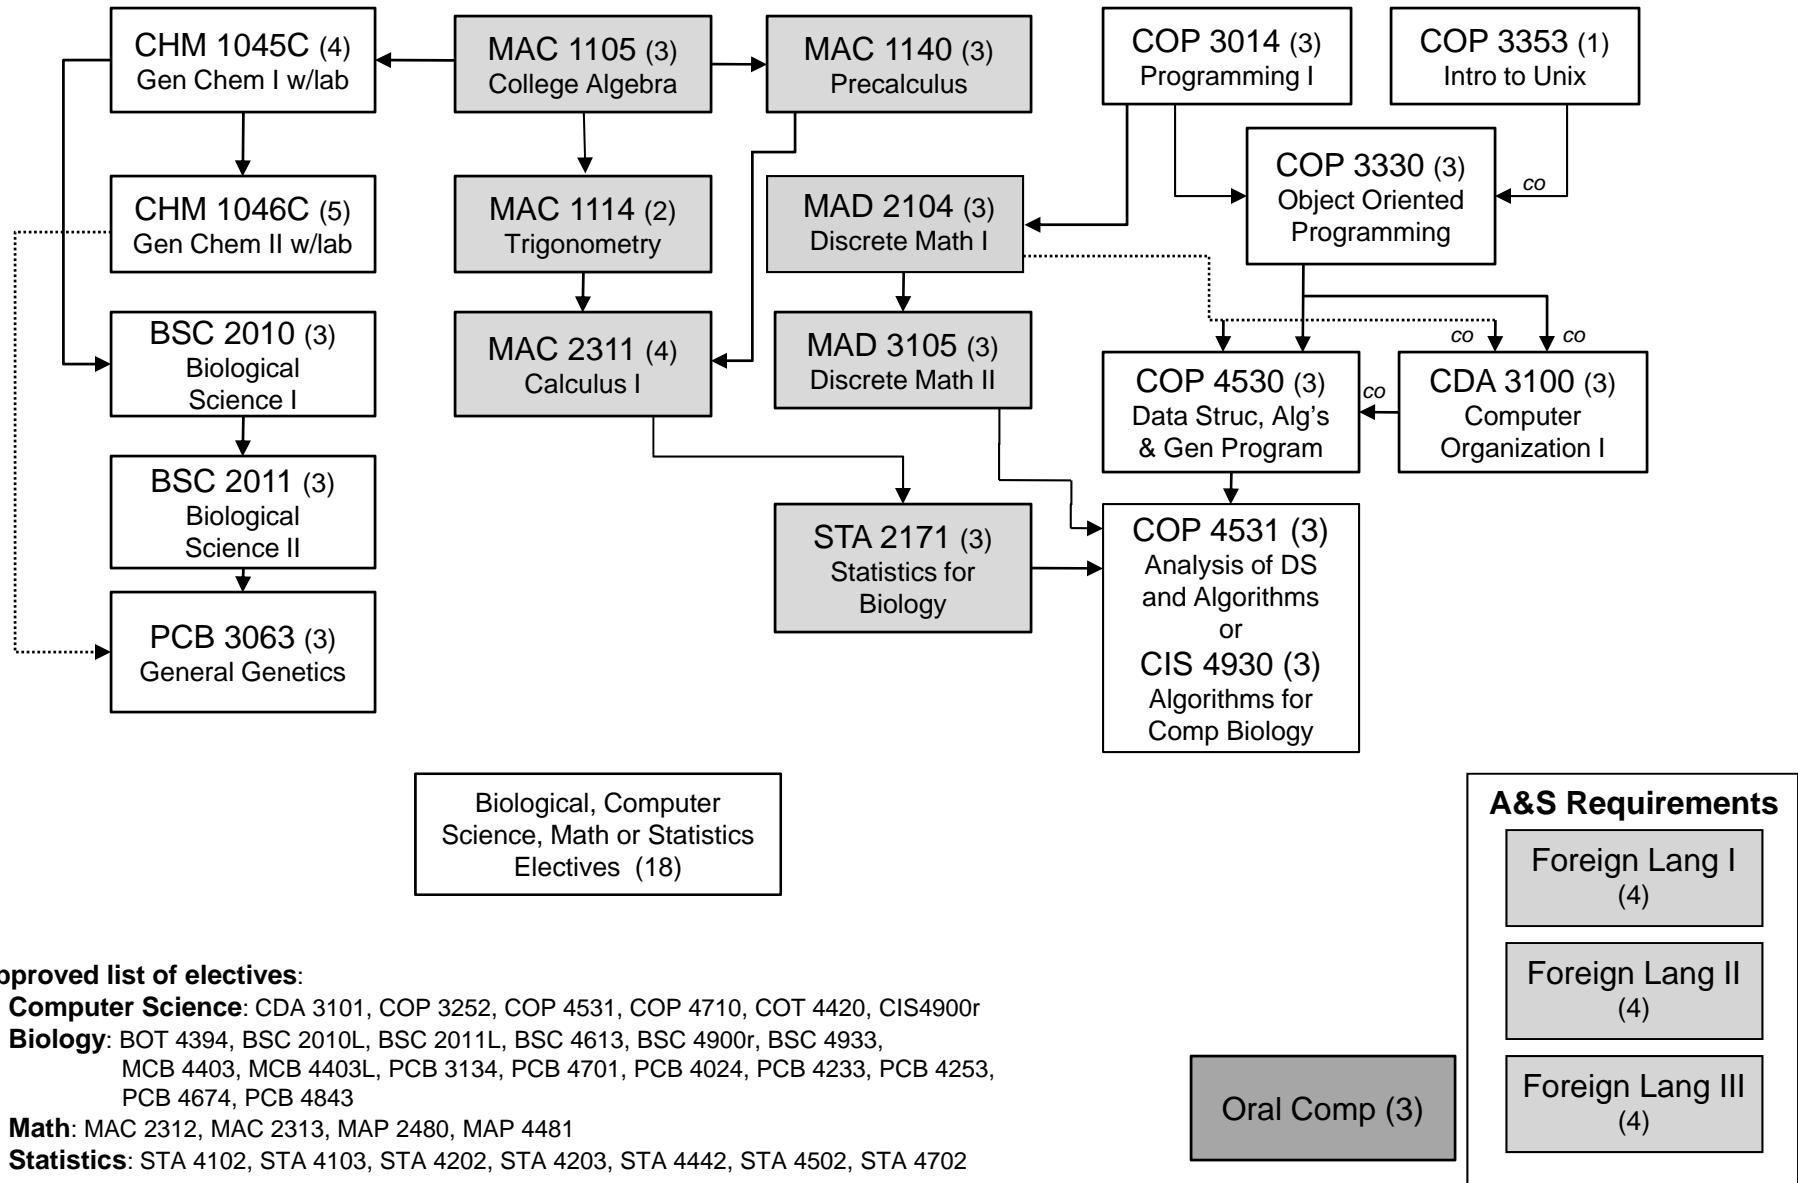 CHM 1045C (4)
Gen Chem I w/lab
MAC 1105 (3)
College Algebra
MAC 1140 (3)
Precalculus
COP 3014 (3)
Programming I
COP 3353 (1)
Intro to Unix
COP 3330 (3)
Object Oriented
Programming
co
CHM 1046C (5)
Gen Chem II w/lab
MAC 1114 (2)
Trigonometry
MAD 2104 (3)
Discrete Math I
BSC 2010 (3)
Biological
Science I
MAC 2311 (4)
Calculus I
MAD 3105 (3)
Discrete Math II
co
co
COP 4530 (3)
Data Struc, Alg's
& Gen Program
co
CDA 3100 (3)
Computer
Organization I
BSC 2011 (3)
Biological
Science II
STA 2171 (3)
Statistics for
Biology
COP 4531 (3)
Analysis of DS
and Algorithms
or
CIS 4930 (3)
Algorithms for
Comp Biology
PCB 3063 (3)
General Genetics
Biological, Computer
Science, Math or Statistics
Electives (18)
A&S Requirements
Foreign Lang I
(4)
Foreign Lang II
(4)
Foreign Lang III
(4)
Oral Comp (3)
pproved list of electives:
Computer Science: CDA 3101, COP 3252, COP 4531, COP 4710, COT 4420, CIS4900r
Biology: BOT 4394, BSC 2010L, BSC 2011L, BSC 4613, BSC 4900r, BSC 4933,
MCB 4403, MCB 4403L, PCB 3134, PCB 4701, PCB 4024, PCB 4233, PCB 4253,
PCB 4674, PCB 4843
Math: MAC 2312, MAC 2313, MAP 2480, MAP 4481
Statistics: STA 4102, STA 4103, STA 4202, STA 4203, STA 4442, STA 4502, STA 4702